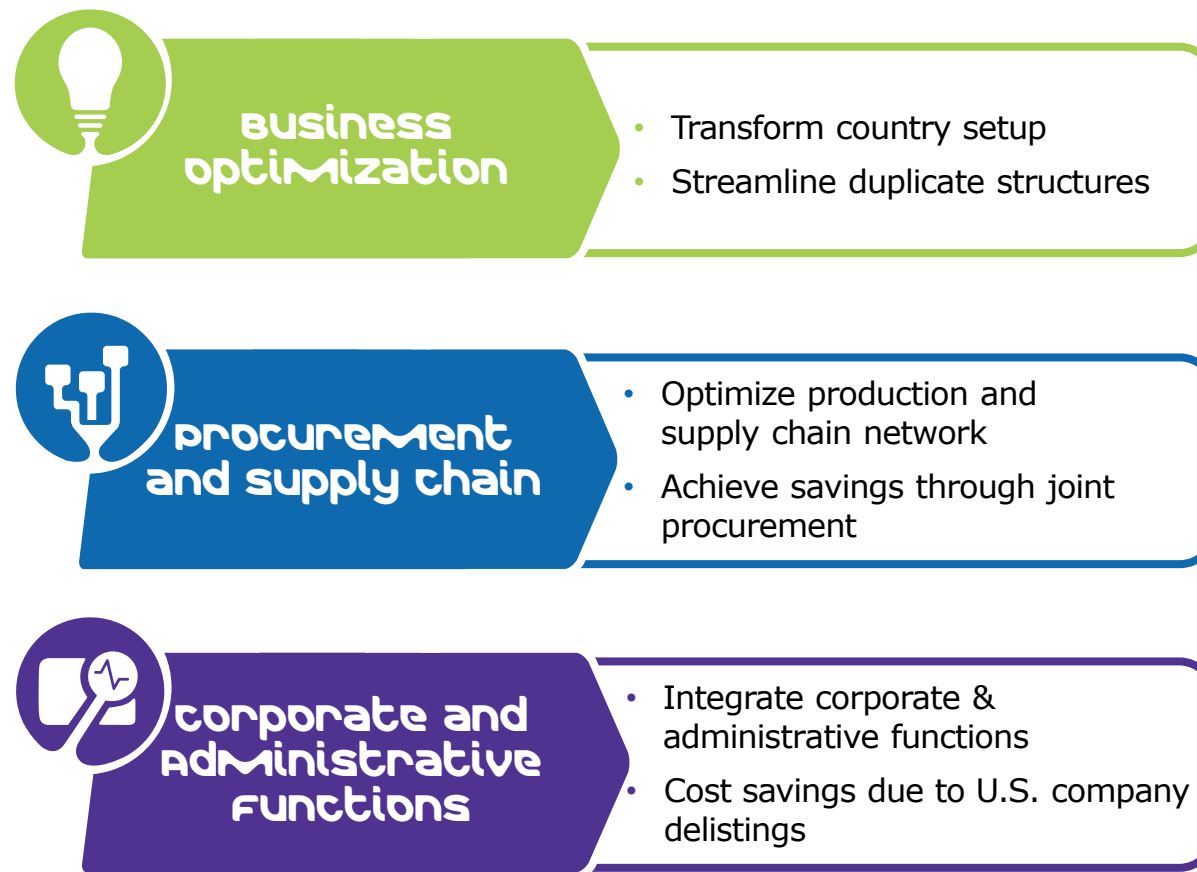 Business
optimization
• Transform country setup
• Streamline duplicate structures
Procurement
and supply chain
• Optimize production and
supply chain network
• Achieve savings through joint
procurement
Corporate and
Administrative
Functions
• Integrate corporate &
administrative functions
• Cost savings due to U.S. company
delistings